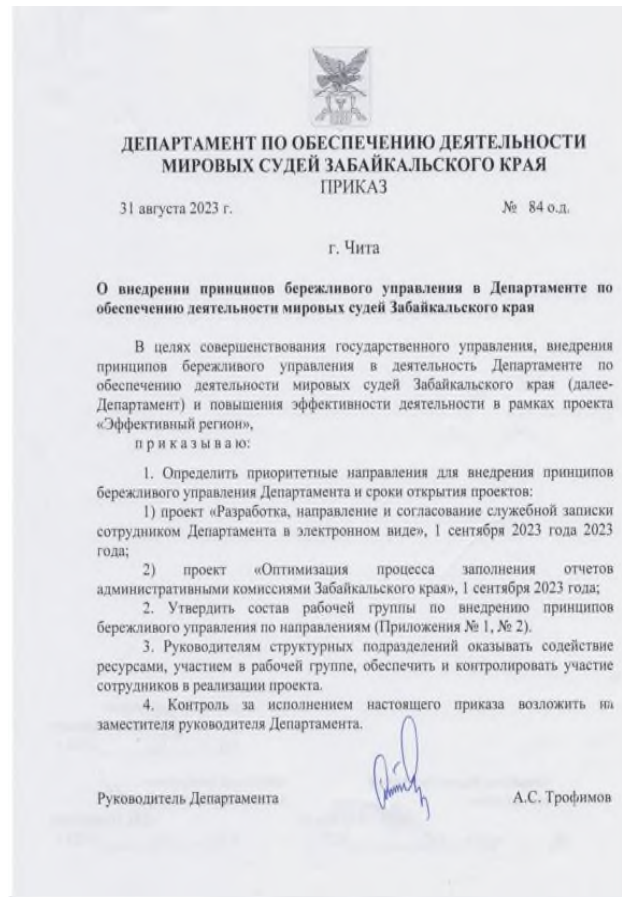 ДЕПАРТАМЕНТ ПО ОБЕСПЕЧЕНИЮ ДЕЯТЕЛЬНОСТИ
МИРОВЫХ СУДЕЙ ЗАБАЙКАЛЬСКОГО КРАЯ
ПРИКАЗ
31 августа 2023 г. № 84 о.д.
г. Чита
О внедрении принципов бережливого управления в Департаменте по
обеспечению деятельности мировых судей Забайкальского края
В целях совершенствования государственного управления, внедрения
принципов бережливого управления в деятельность Департаменте по
обеспечению деятельности мировых судей Забайкальского края (далее-
Департамент) и повышения эффективности деятельности в рамках проекта
«Эффективный регион»,
п р и к а з ы в а ю:
1. Определить приоритетные направления для внедрения принципов
бережливого управления Департамента и сроки открытия проектов:
1) проект «Разработка, направление и согласование служебной записки
сотрудником Департамента в электронном виде», 1 сентября 2023 года 2023
года;
2) проект «Оптимизация процесса заполнения отчетов
административными комиссиями Забайкальского края», 1 сентября 2023 года;
2. Утвердить состав рабочей группы по внедрению принципов
бережливого управления по направлениям (Приложения № 1, № 2).
3. Руководителям структурных подразделений оказывать содействие
ресурсами, участием в рабочей группе, обеспечить и контролировать участие
сотрудников в реализации проекта.
4. Контроль за исполнением настоящего приказа возложить на
заместителя руководителя Департамента.
Руководитель Департамента А.С. Трофимов